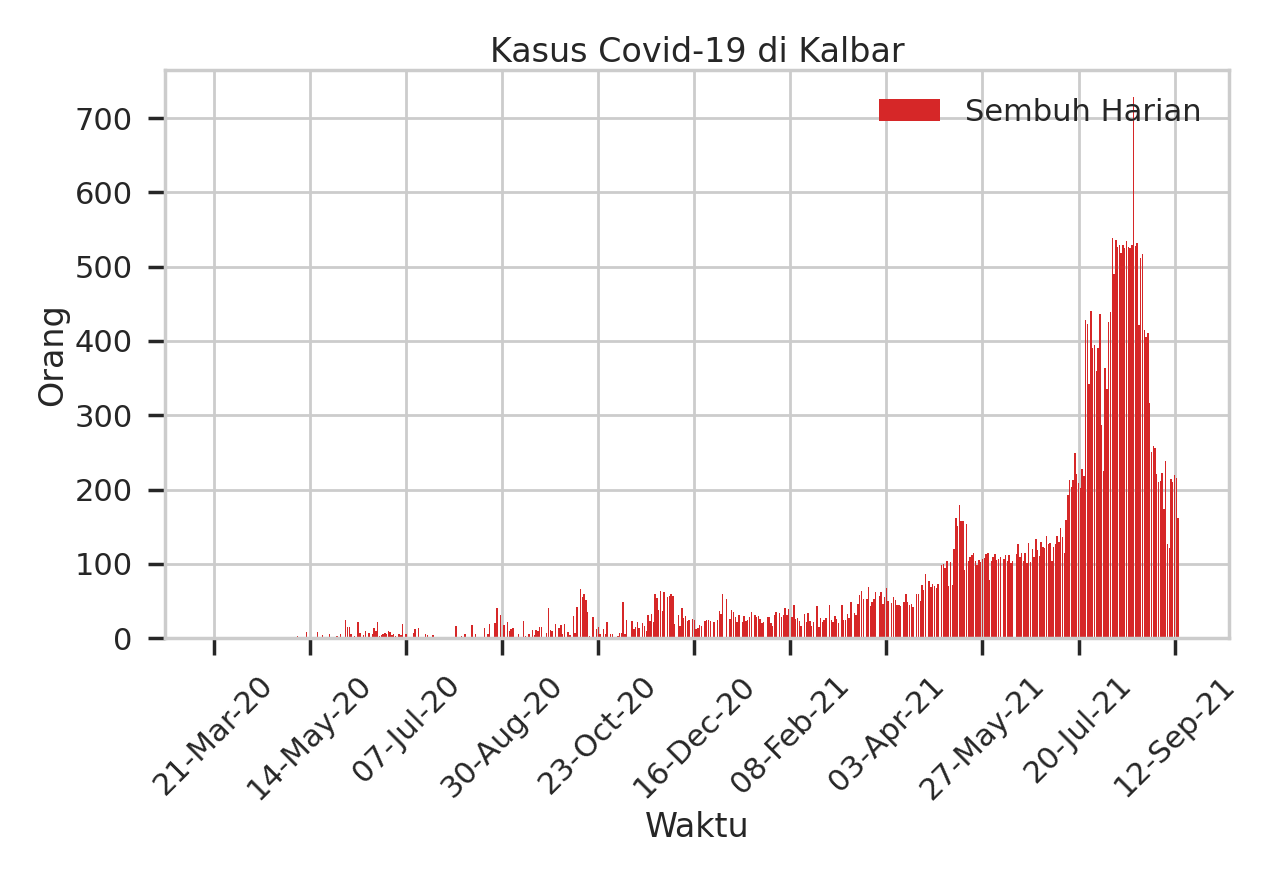 Kasus Covid-19 di Kalbar
Sembuh Harian
700
600
500
400
300
200
100
0
Orang
21-Mar-20
14-May-20
07-Jul-20
30-Aug-20
23-Oct-20
16-Dec-20
08-Feb-21
03-Apr-21
27-May-21
20-Jul-21
12-Sep-21
Waktu